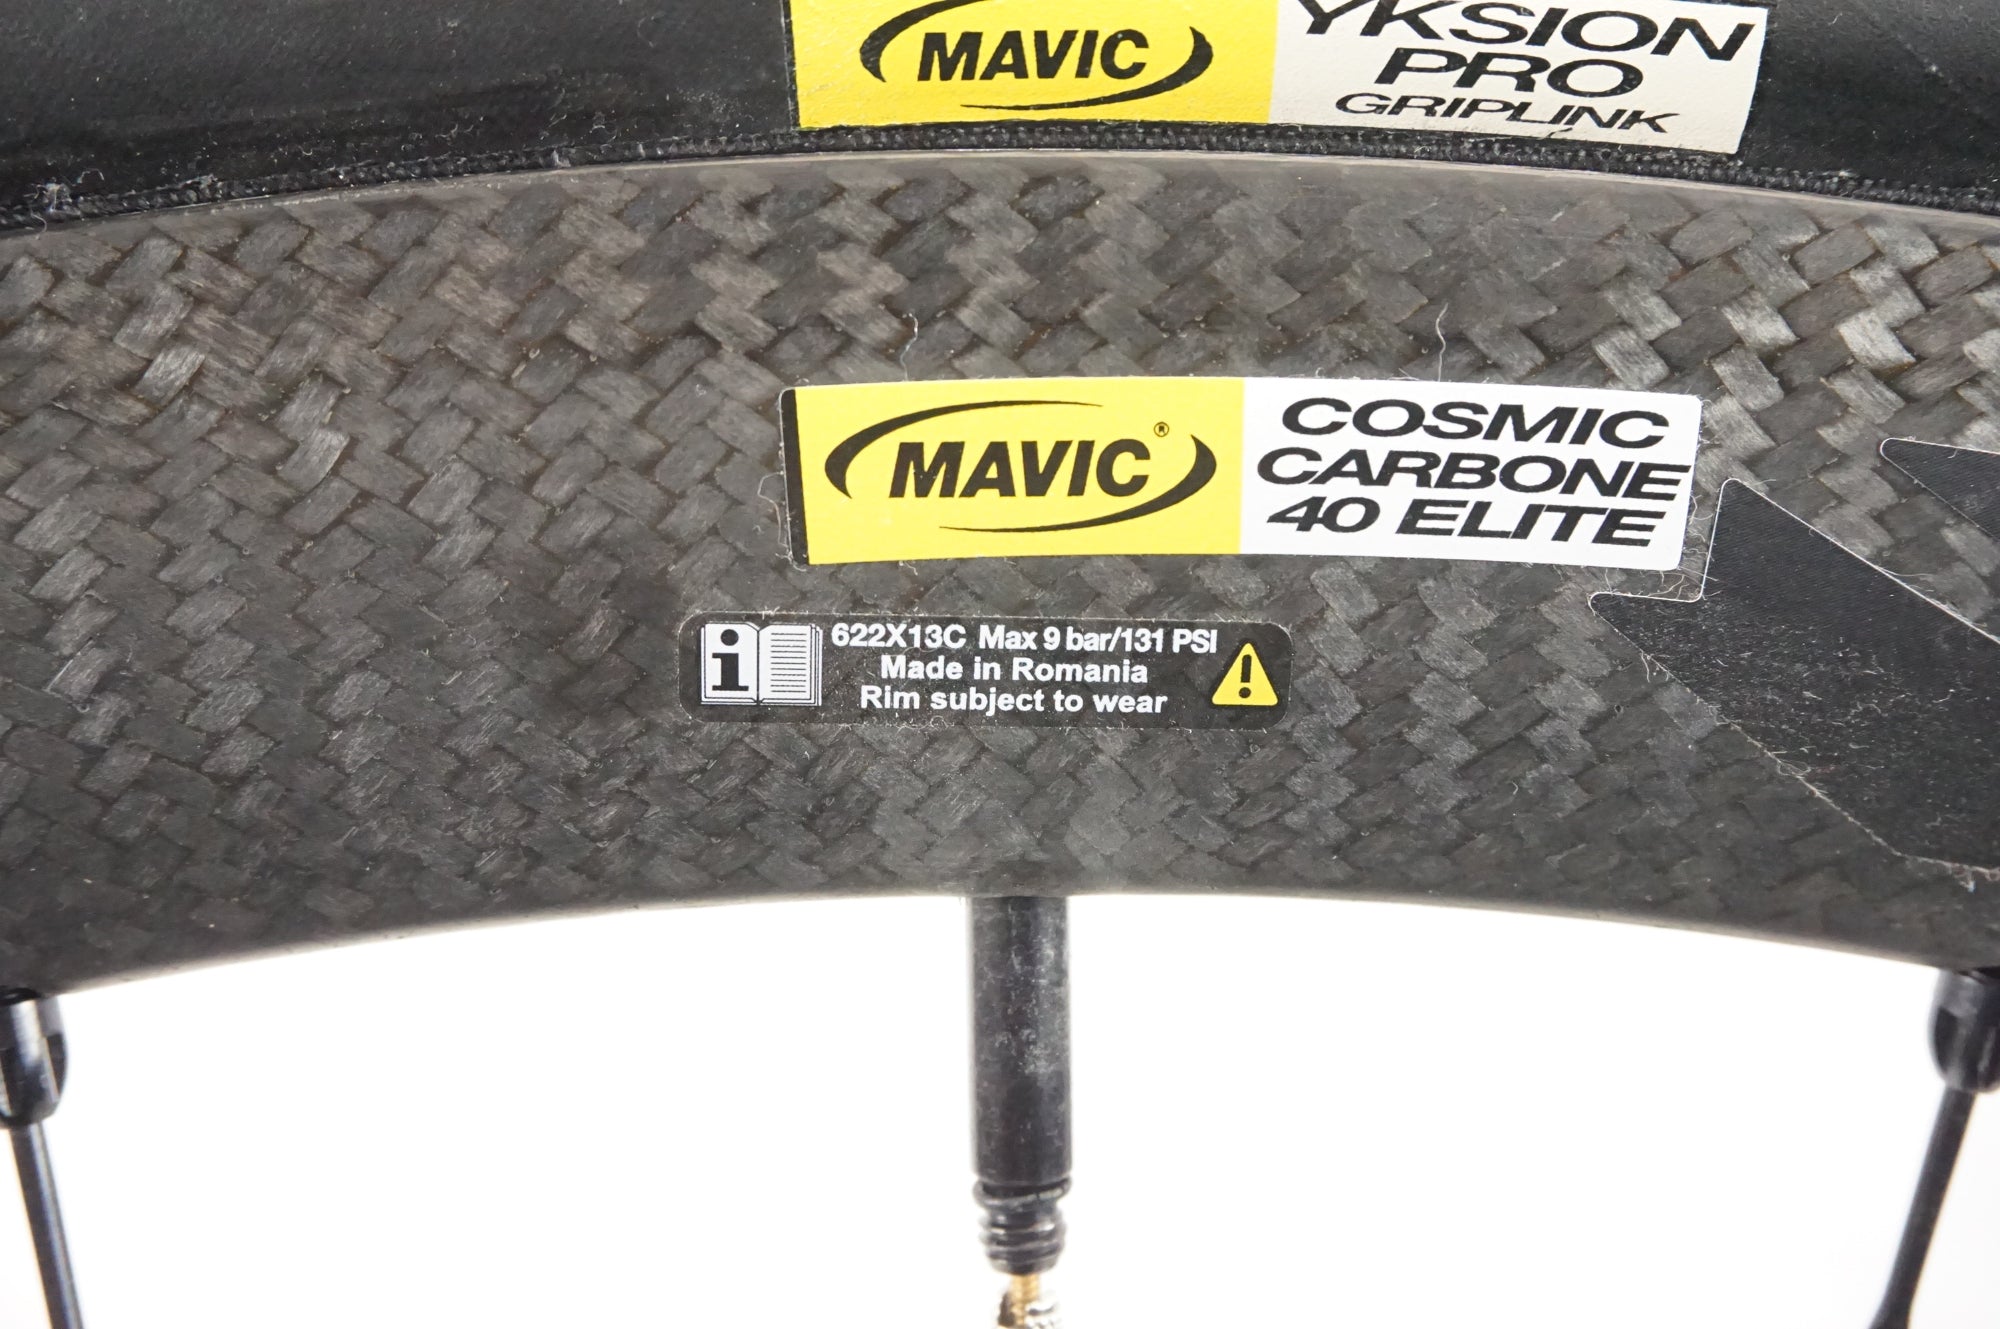 MAVIC
YKSION
PRO
GRIPLINK
MAVIC®
COSMIC
CARBONE
40 ELITE
i
622X13C Max 9 bar/131 PSI
Made in Romania
Rim subject to wear
!